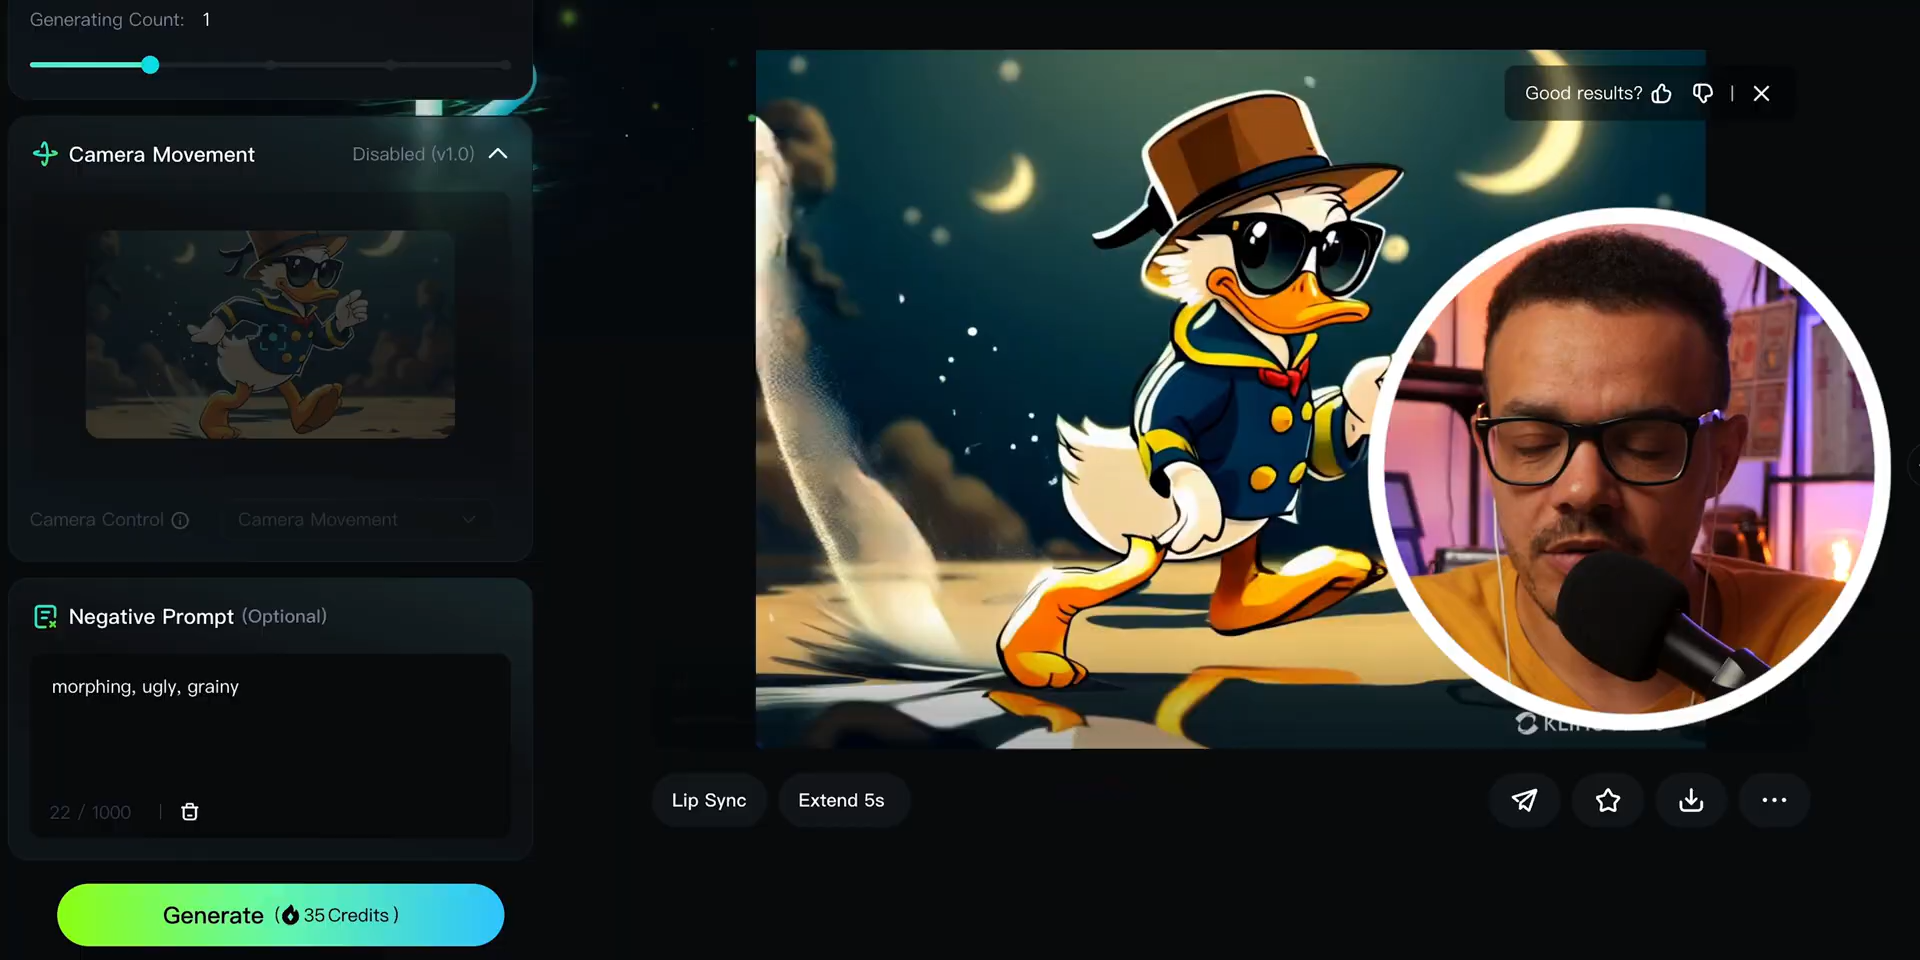 Generating Count: 1
Camera Movement
Disabled (v1.0)
Camera Control
Camera Movement
Negative Prompt (Optional)
morphing, ugly, grainy
22 / 1000
Generate (35 Credits)
Good results?
Lip Sync
Extend 5s